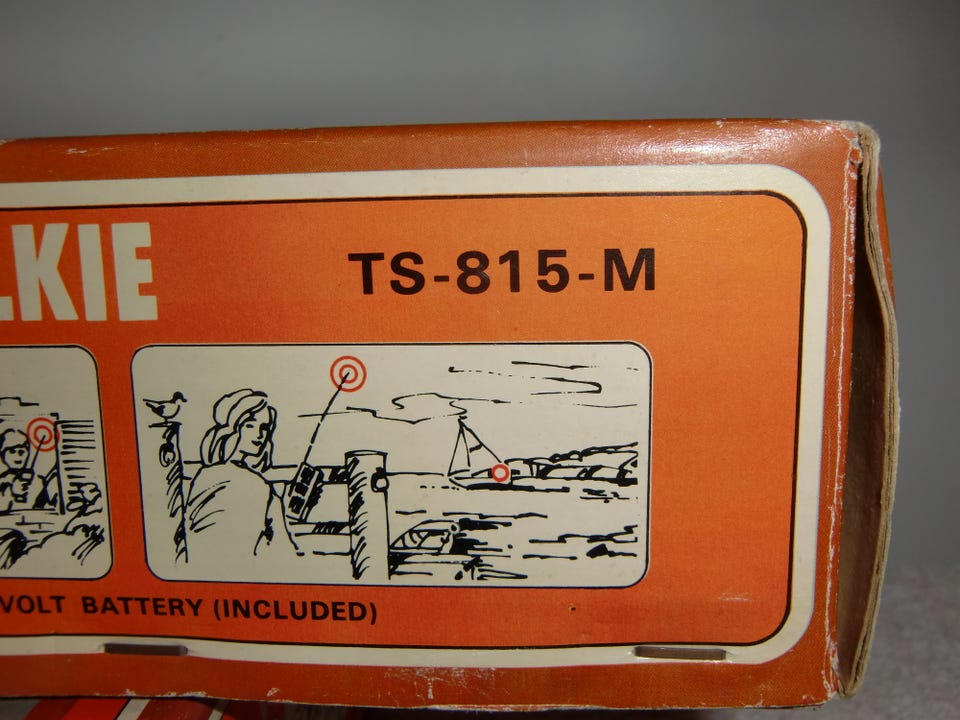 LKIE TS-815-M
VOLT BATTERY (INCLUDED)